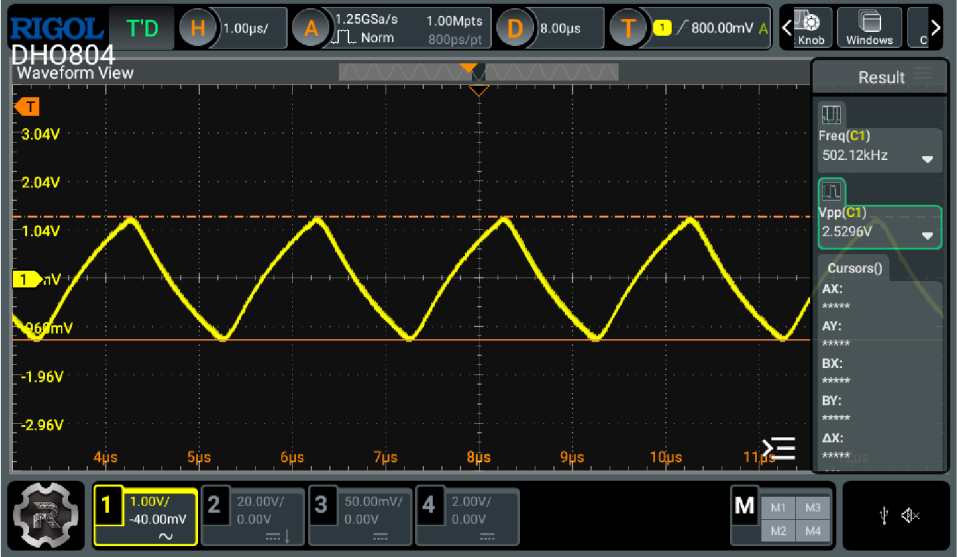 RIGOL T'D H 1.00µs/ A 1.25GSa/s 1.00Mpts D 8.00µs T 1 800.00mV A Knob Windows C
Norm 800ps/pt
DHO804
Waveform View
Result
T
3.04V
2.04V
1.04V
1
-960mV
-1.96V
-2.96V
4µs 5µs 6µs 7µs 8µs 9µs 10µs 11µs
Freq(C1)
502.12kHz
Vpp(C1)
2.5296V
Cursors()
AX:
*****
AY:
*****
BX:
*****
BY:
*****
ΔX:
*****
1 1.00V/ 2 20.00V/ 3 50.00mV/ 4 2.00V/ M M1 M3
-40.00mV 0.00V 0.00V 0.00V M2 M4
R